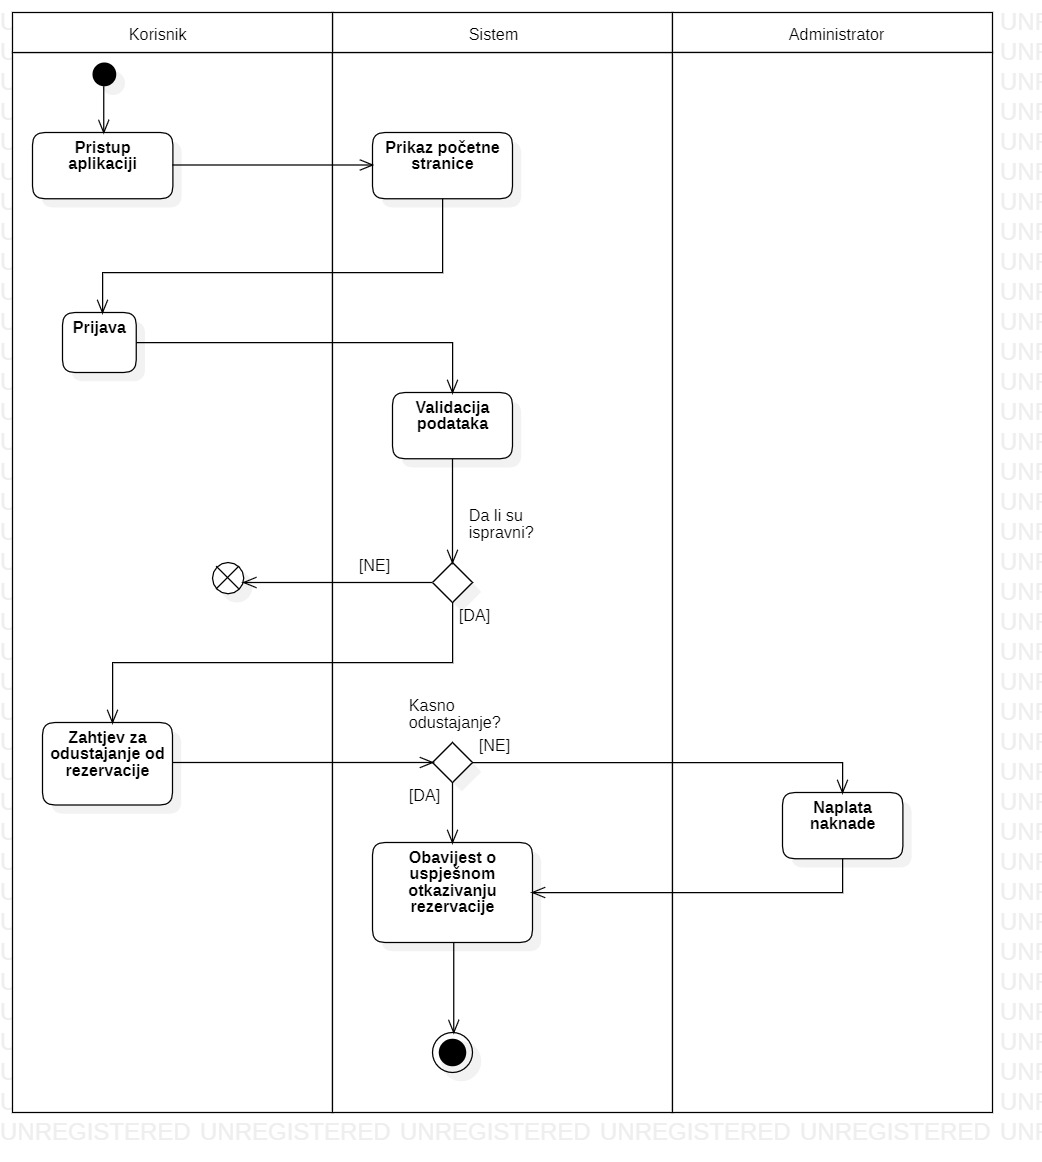 Korisnik
Sistem
Administrator
Pristup
aplikaciji
Prikaz početne
stranice
Prijava
Validacija
podataka
Da li su
ispravni?
[NE]
[DA]
Zahtjev za
odustajanje od
rezervacije
Kasno
odustajanje?
[NE]
[DA]
Naplata
naknade
Obavijest o
uspješnom
otkazivanju
rezervacije
UNREGISTERED UNREGISTERED UNREGISTERED UNREGISTERED UNREGISTERED